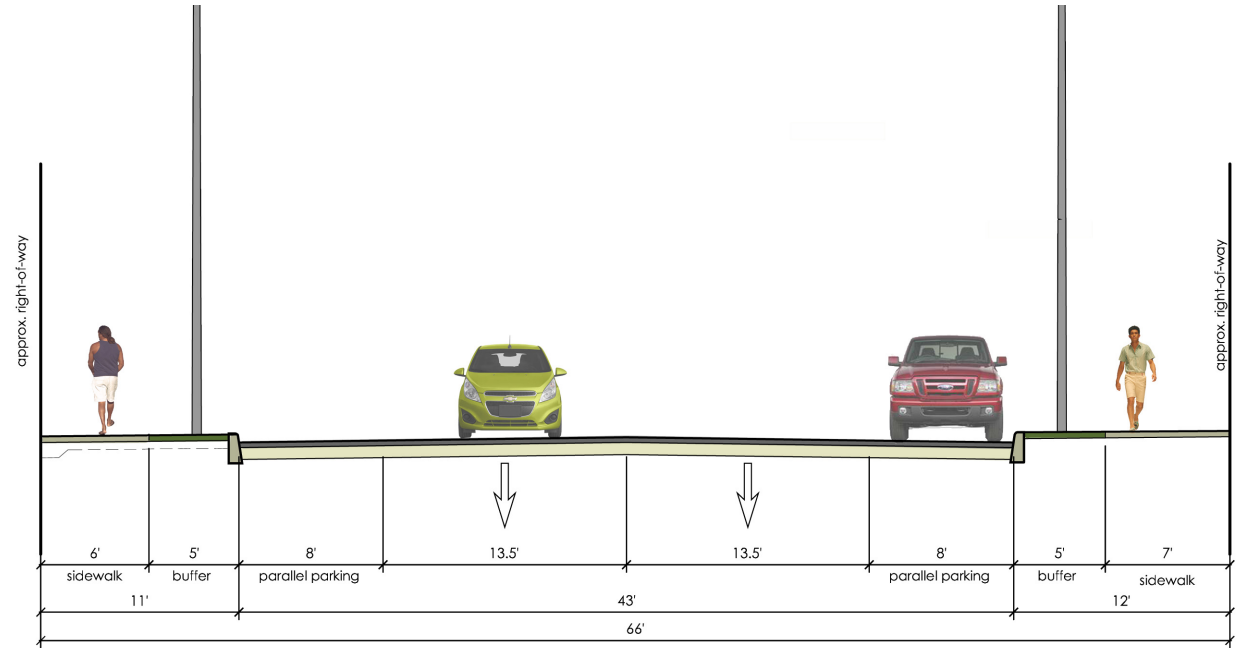 approx. right-of-way
approx. right-of-way
6' 5' 8' 13.5' 13.5' 8' 5' 7'
sidewalk buffer parallel parking parallel parking buffer sidewalk
11' 43' 12'
66'